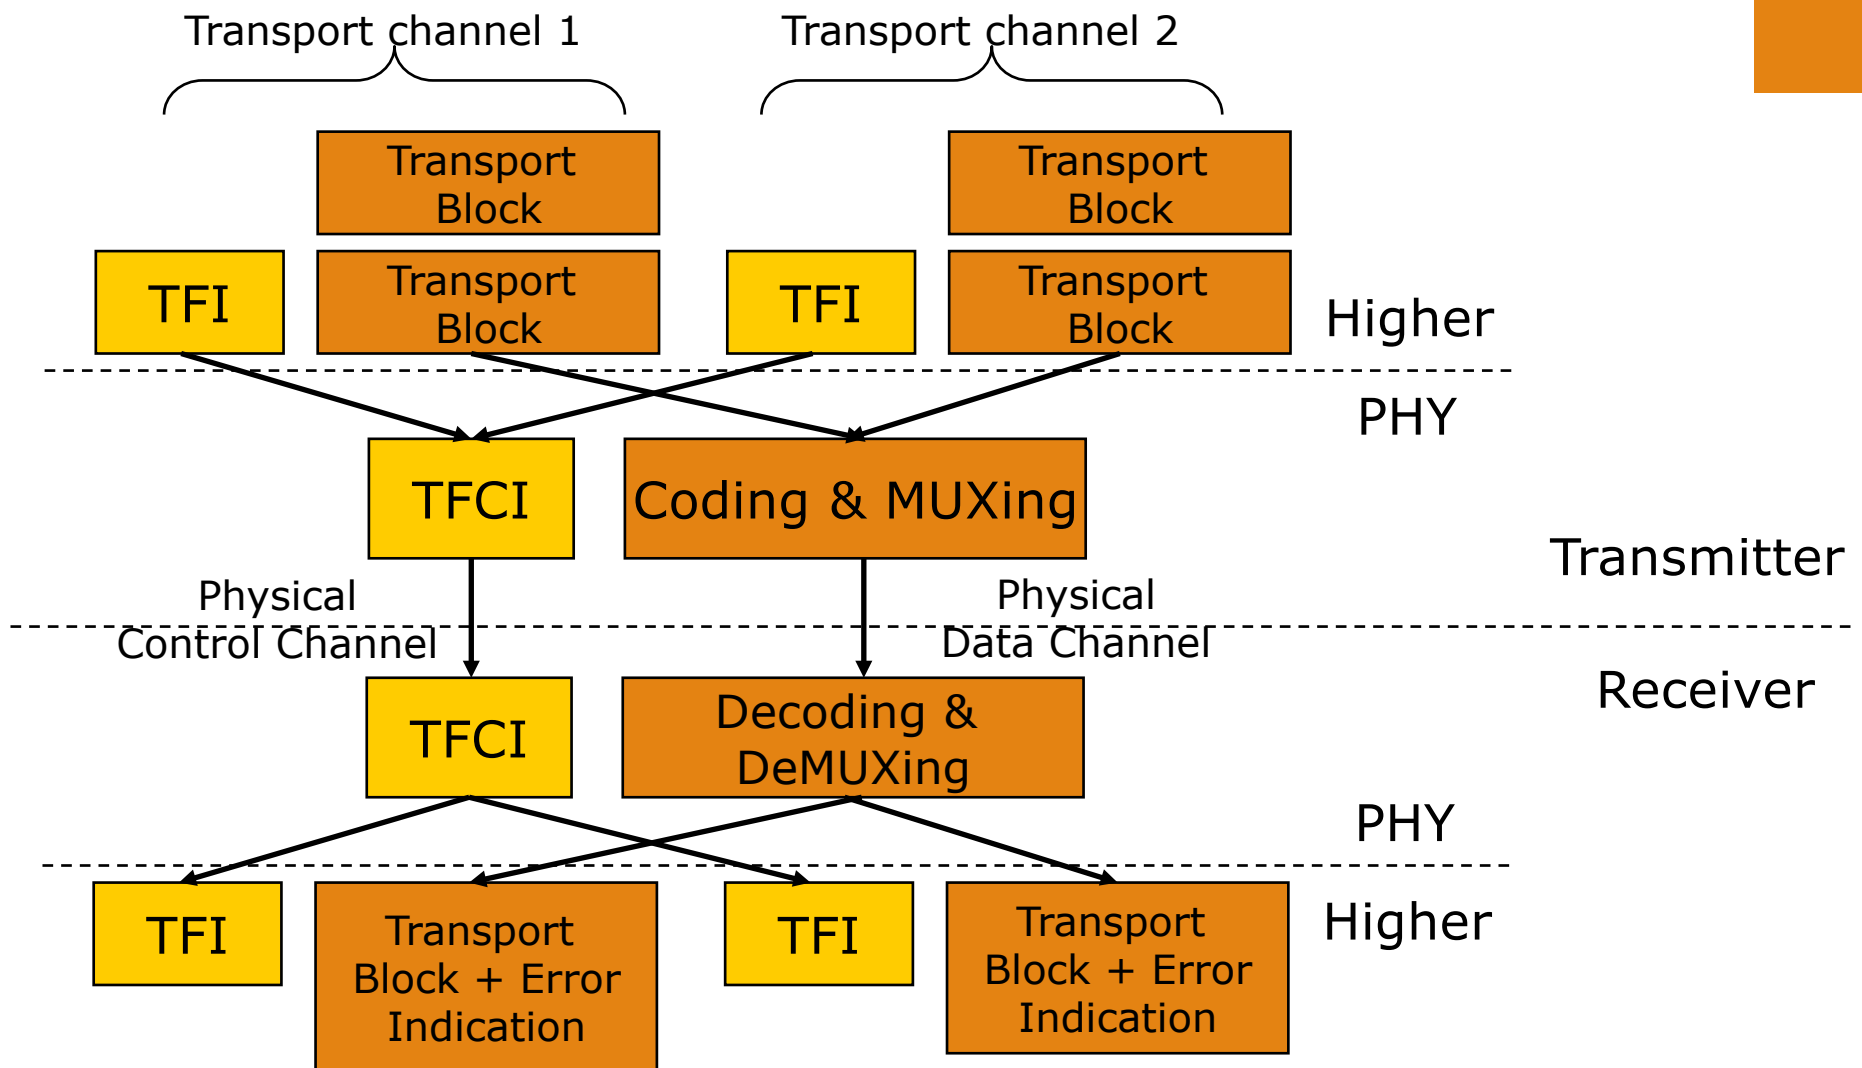 Transport channel 1
Transport channel 2
Transport
Block
Transport
Block
TFI
Transport
Block
TFI
Transport
Block
Higher
PHY
TFCI
Coding & MUXing
Transmitter
Physical
Control Channel
Physical
Data Channel
Receiver
TFCI
Decoding &
DeMUXing
PHY
TFI
Transport
Block + Error
Indication
TFI
Transport
Block + Error
Indication
Higher